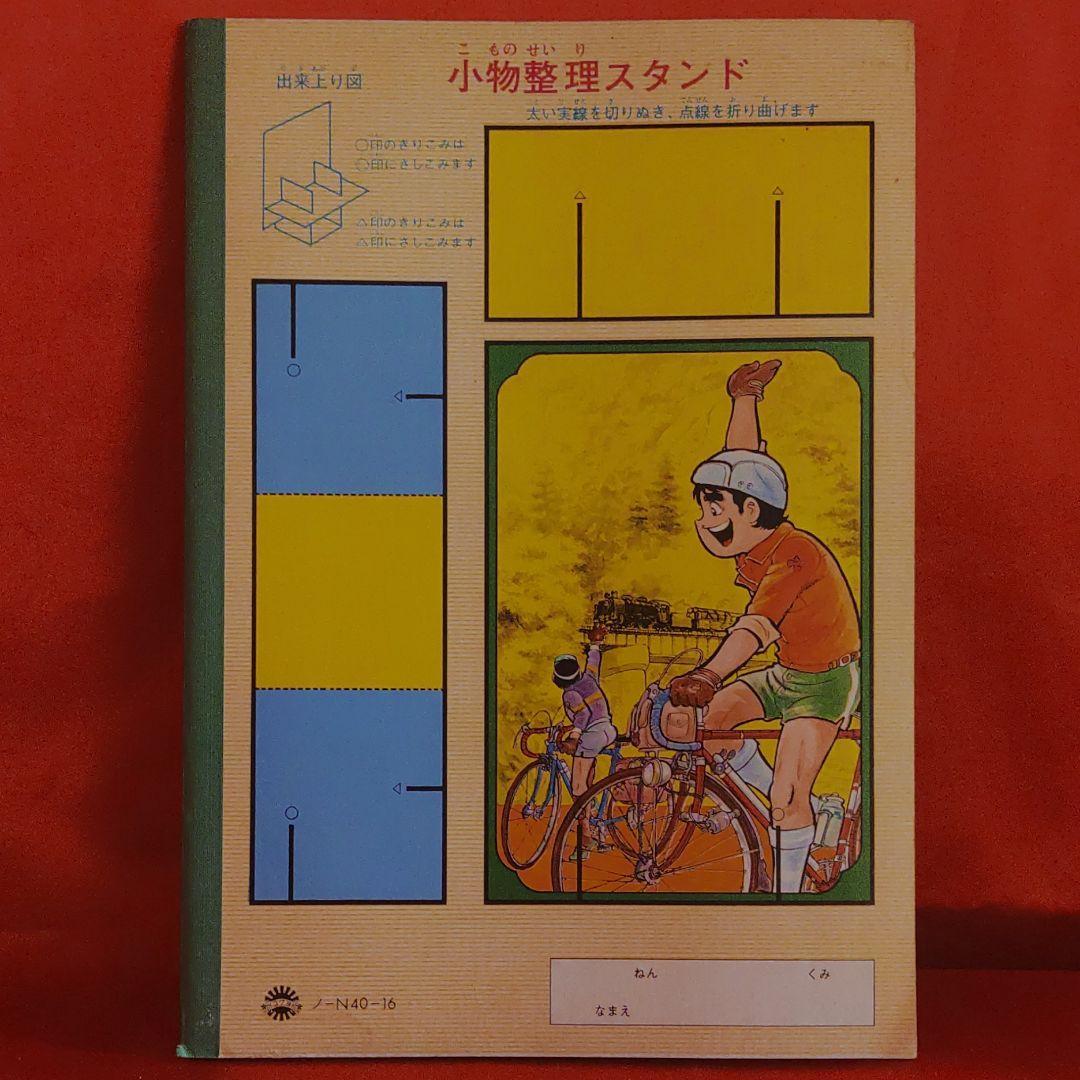 こ もの せい り
小物整理スタンド
出来上り図
太い実線を切りぬき、点線を折り曲げます
○印のきりこみは
○印にさしこみます
△印のきりこみは
△印にさしこみます
ねん くみ
なまえ
ノーN40-16